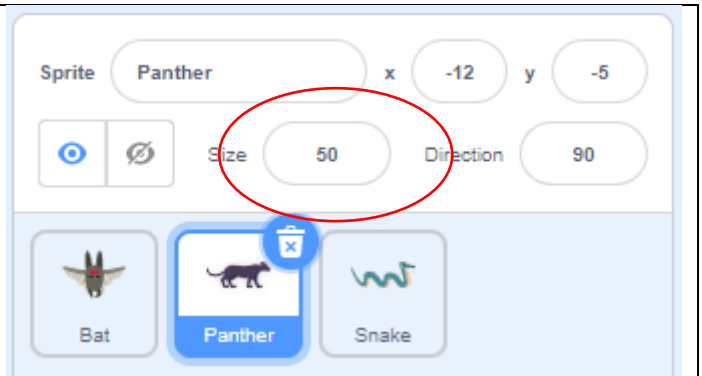 Sprite Panther x -12 y -5
Size 50 Direction 90
Bat Panther Snake